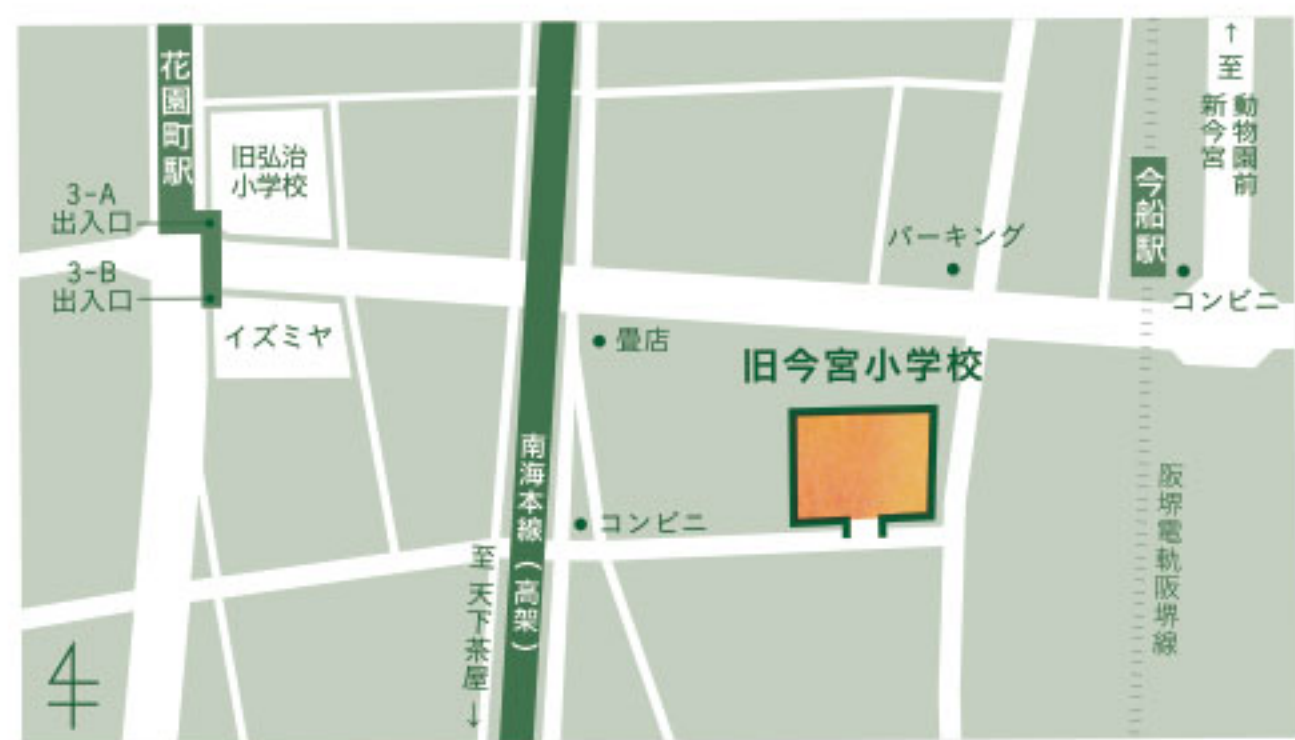 花園町駅
旧弘治
小学校
3-A
出入口
3-B
出入口
イズミヤ
南海本線（高架）
至 天下茶屋 ↓
畳店
コンビニ
旧今宮小学校
パーキング
今船駅
コンビニ
↑ 至
動物園前
新今宮
阪堺電軌阪堺線